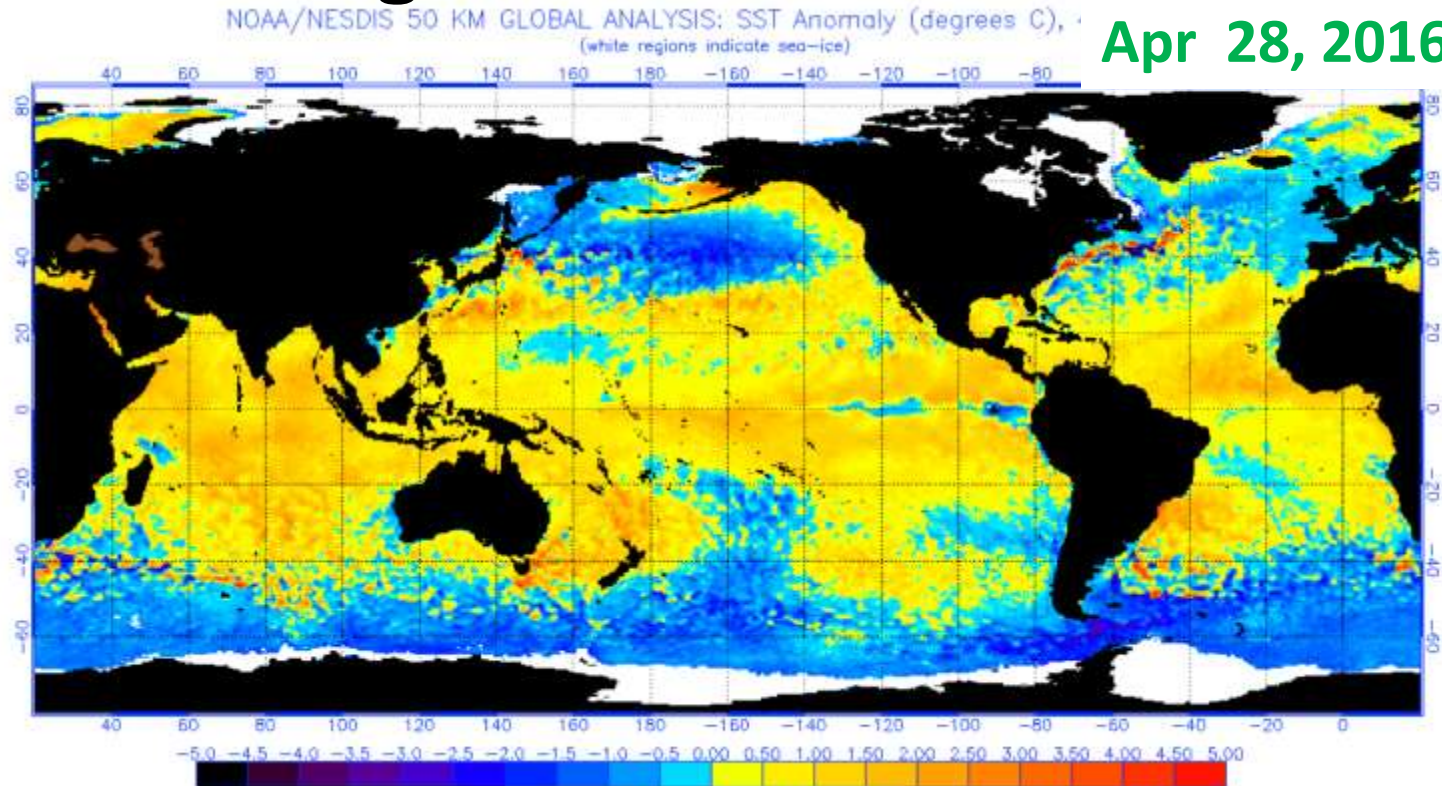 NOAA/NESDIS 50 KM GLOBAL ANALYSIS: SST Anomaly (degrees C),
Apr 28, 2016
(white regions indicate sea-ice)
40 60 80 100 120 140 160 180 -160 -140 -120 -100 -80
80 80
60 60
40 40
20 20
0 0
-20 -20
-40 -40
-60 -60
40 60 80 100 120 140 160 180 -160 -140 -120 -100 -80 -60 -40 -20 0
-5.0 -4.5 -4.0 -3.5 -3.0 -2.5 -2.0 -1.5 -1.0 -0.5 0.00 0.50 1.00 1.50 2.00 2.50 3.00 3.50 4.00 4.50 5.00